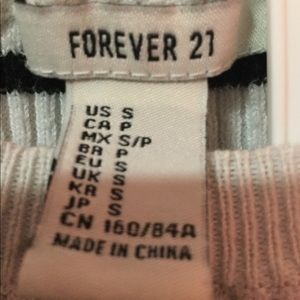 FOREVER 21
US S
CA P
MX S/P
BR P
EU S
UK S
KR S
JP S
CN 160/84A
MADE IN CHINA